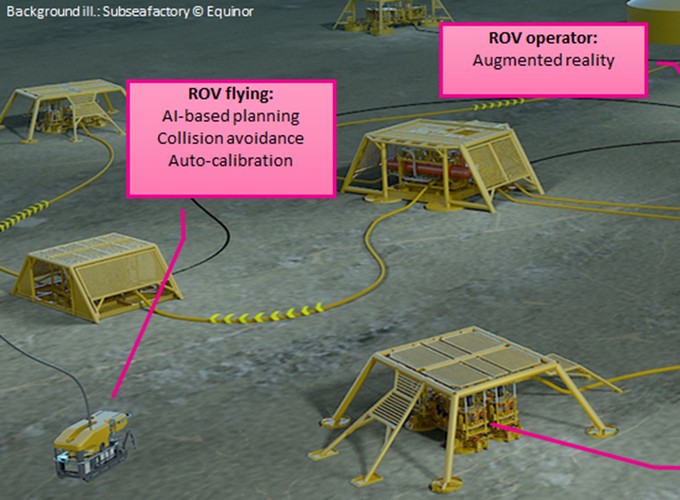 Background ill.: Subseafactory © Equinor
ROV operator:
Augmented reality
ROV flying:
AI-based planning
Collision avoidance
Auto-calibration